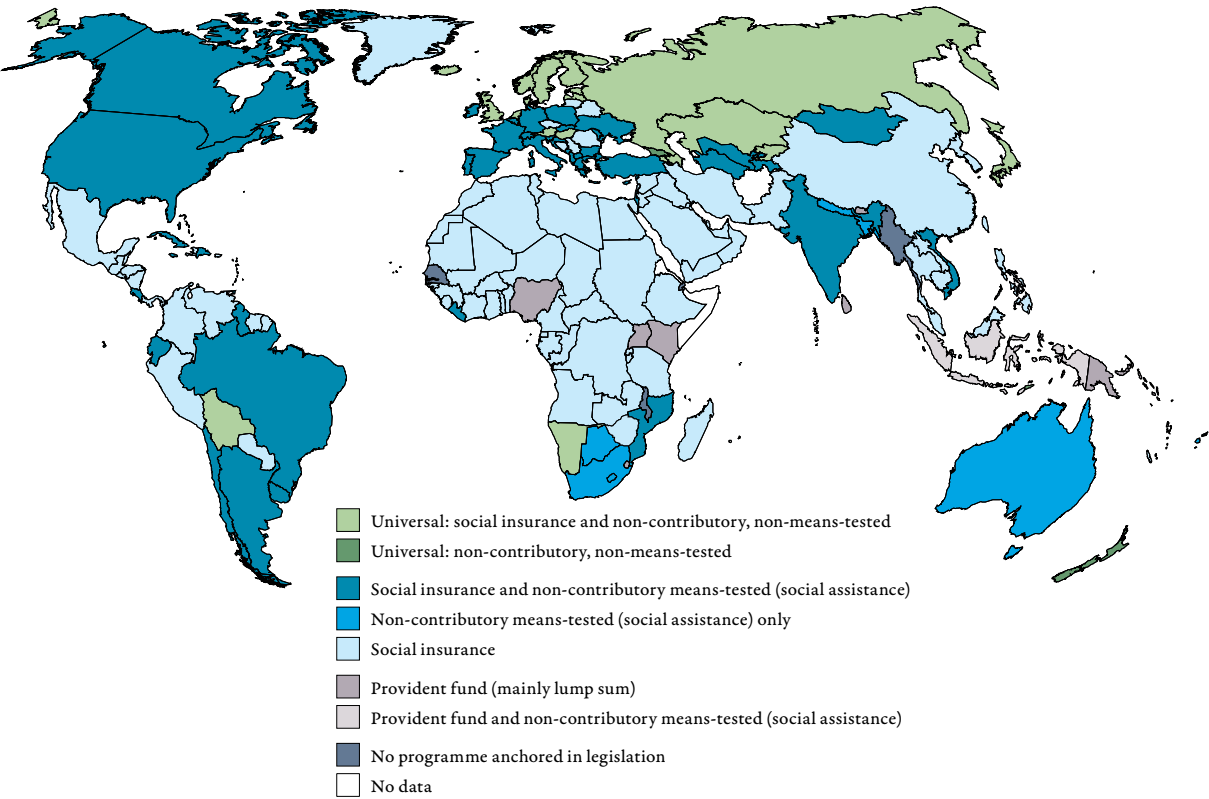 Universal: social insurance and non-contributory, non-means-tested
Universal: non-contributory, non-means-tested
Social insurance and non-contributory means-tested (social assistance)
Non-contributory means-tested (social assistance) only
Social insurance
Provident fund (mainly lump sum)
Provident fund and non-contributory means-tested (social assistance)
No programme anchored in legislation
No data